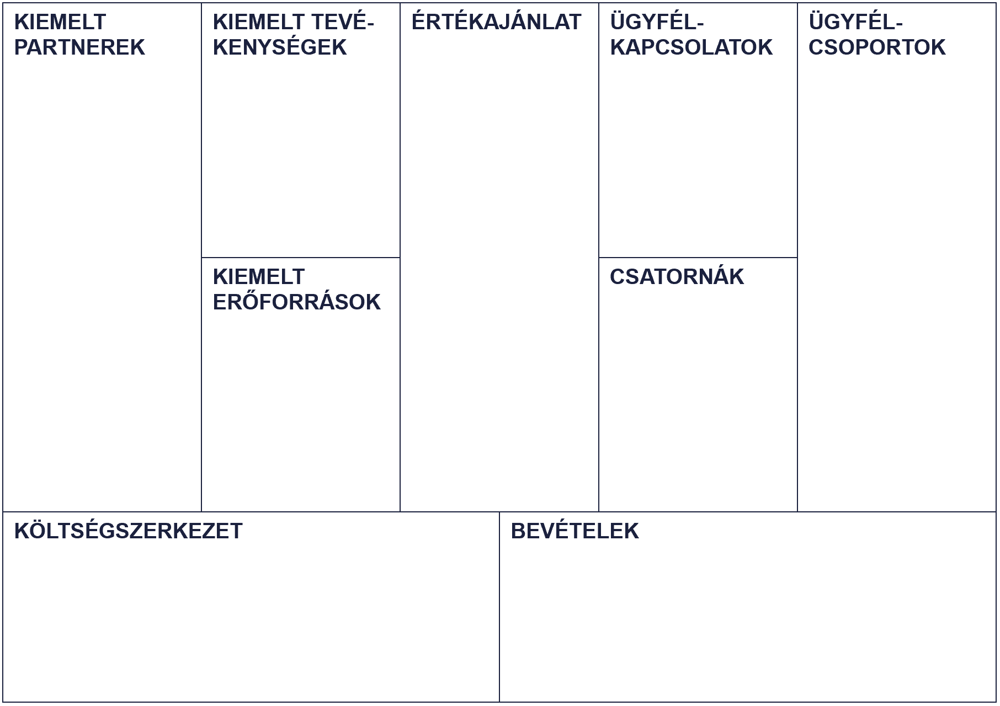 KIEMELT
PARTNEREK
KIEMELT TEVÉ-
KENYSÉGEK
KIEMELT
ERŐFORRÁSOK
ÉRTÉKAJÁNLAT
ÜGYFÉL-
KAPCSOLATOK
CSATORNÁK
ÜGYFÉL-
CSOPORTOK
KÖLTSÉGSZERKEZET
BEVÉTELEK